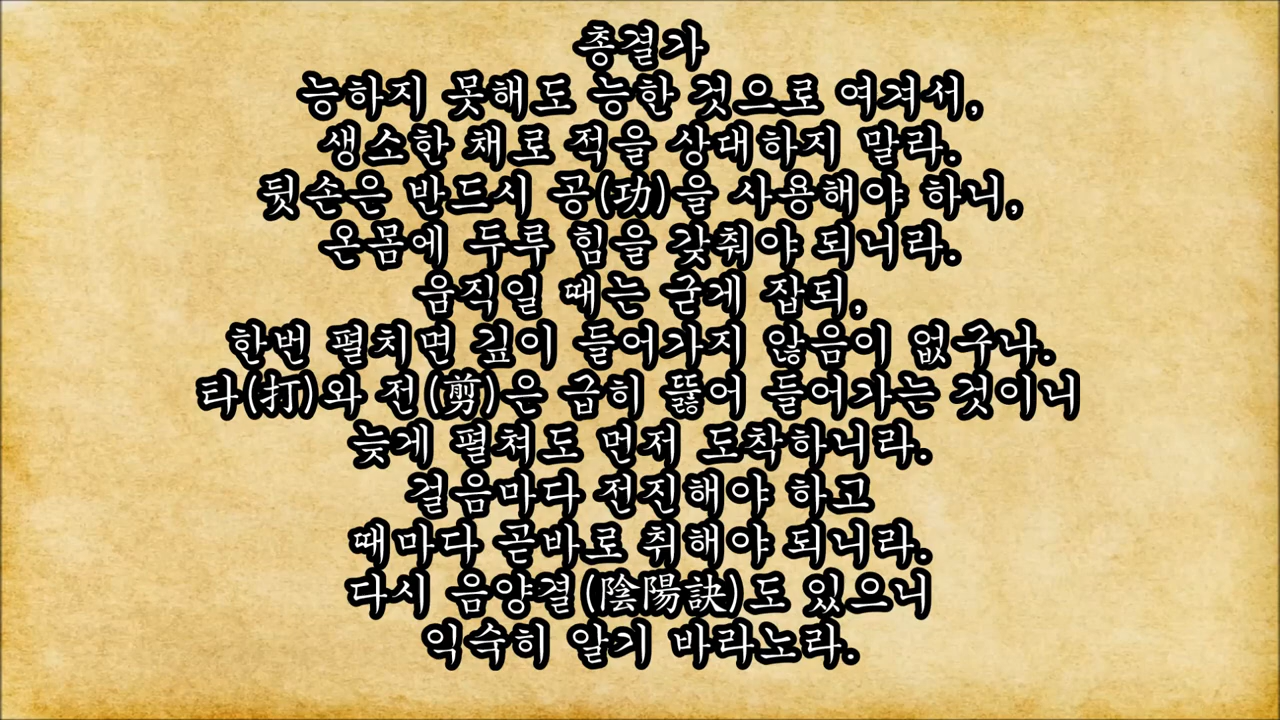 총결가
능하지 못해도 능한 것으로 여겨서,
생소한 채로 적을 상대하지 말라.
뒷손은 반드시 공(功)을 사용해야 하니,
온몸에 두루 힘을 갖춰야 되니라.
움직일 때는 굳게 잡되,
한번 펼치면 깊이 들어가지 않음이 없구나.
타(打)와 전(剪)은 급히 뚫어 들어가는 것이니
늦게 펼쳐도 먼저 도착하니라.
걸음마다 전진해야 하고
때마다 곧바로 취해야 되니라.
다시 음양결(陰陽訣)도 있으니
익숙히 알기 바라노라.